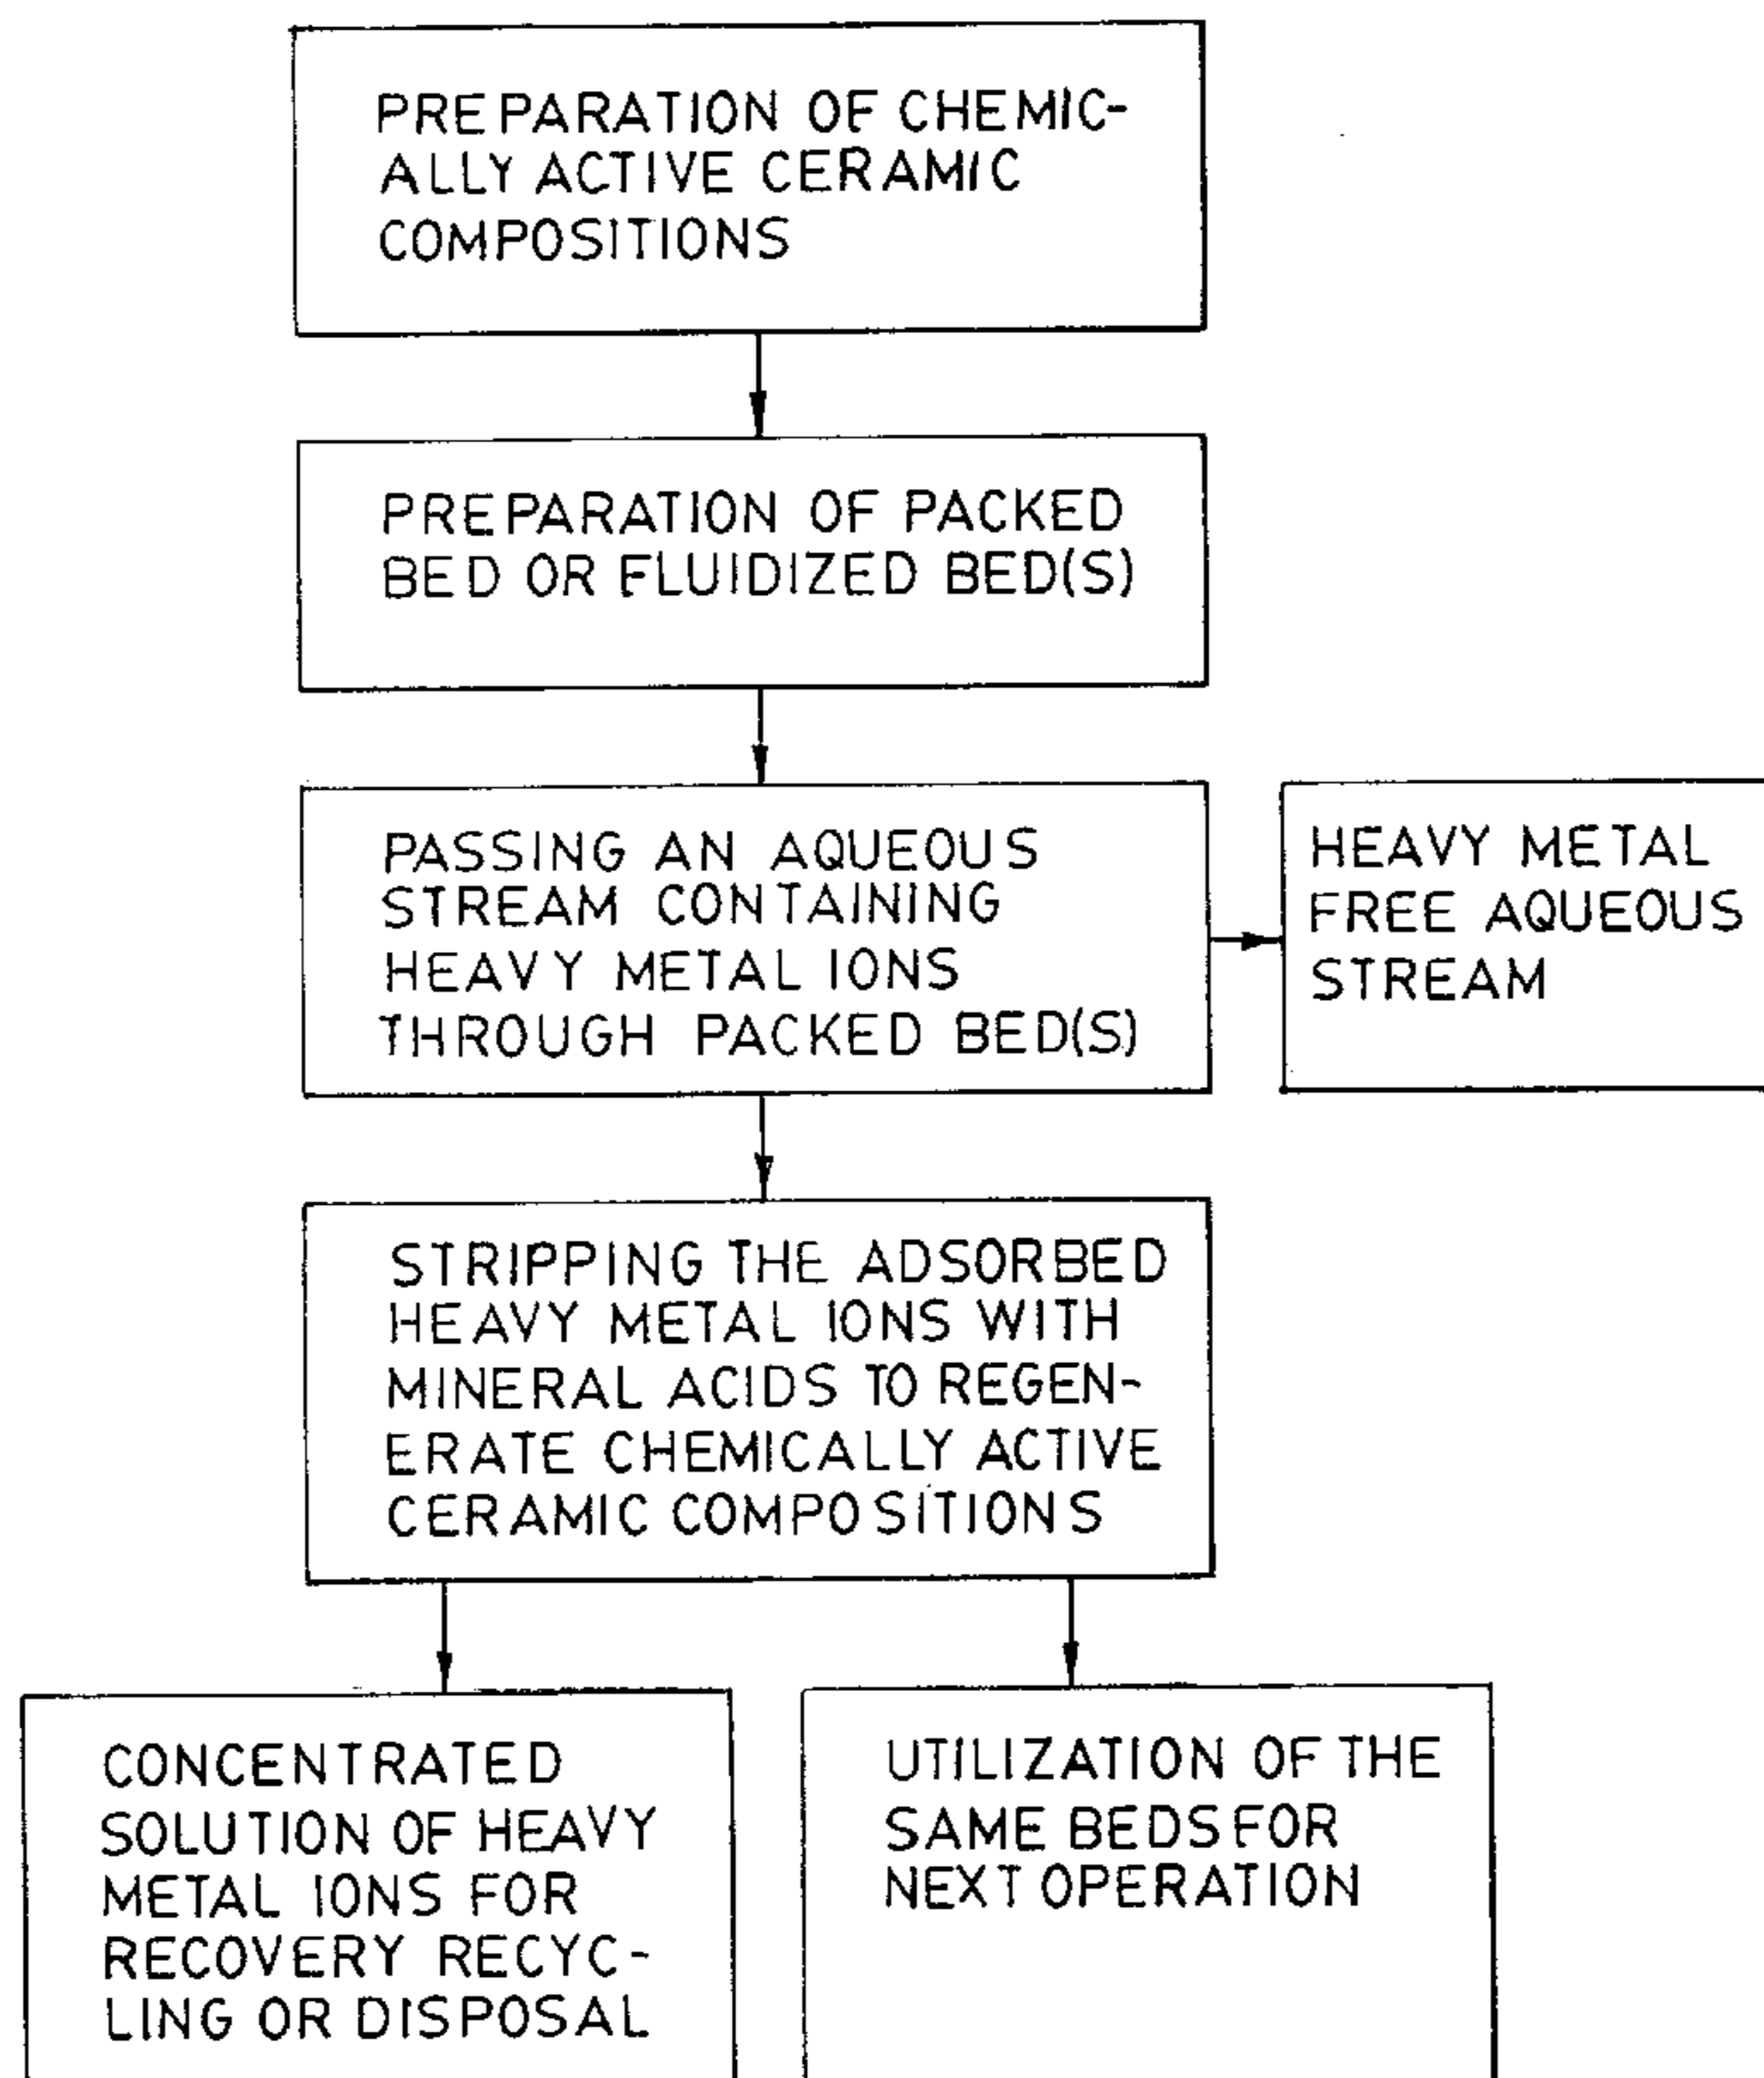 PREPARATION OF CHEMIC-
ALLY ACTIVE CERAMIC
COMPOSITIONS
PREPARATION OF PACKED
BED OR FLUIDIZED BED(S)
PASSING AN AQUEOUS
STREAM CONTAINING
HEAVY METAL IONS
THROUGH PACKED BED(S)
HEAVY METAL
FREE AQUEOUS
STREAM
STRIPPING THE ADSORBED
HEAVY METAL IONS WITH
MINERAL ACIDS TO REGEN-
ERATE CHEMICALLY ACTIVE
CERAMIC COMPOSITIONS
CONCENTRATED
SOLUTION OF HEAVY
METAL IONS FOR
RECOVERY RECYC-
LING OR DISPOSAL
UTILIZATION OF THE
SAME BEDS FOR
NEXT OPERATION